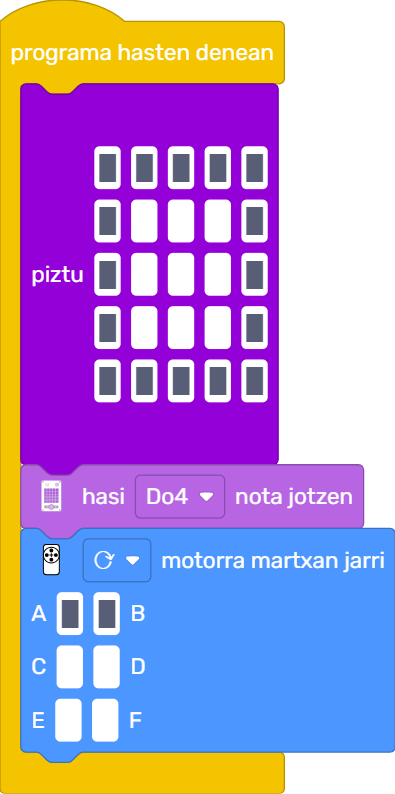 programa hasten denean
piztu
hasi Do4 nota jotzen
motorra martxan jarri
A B
C D
E F